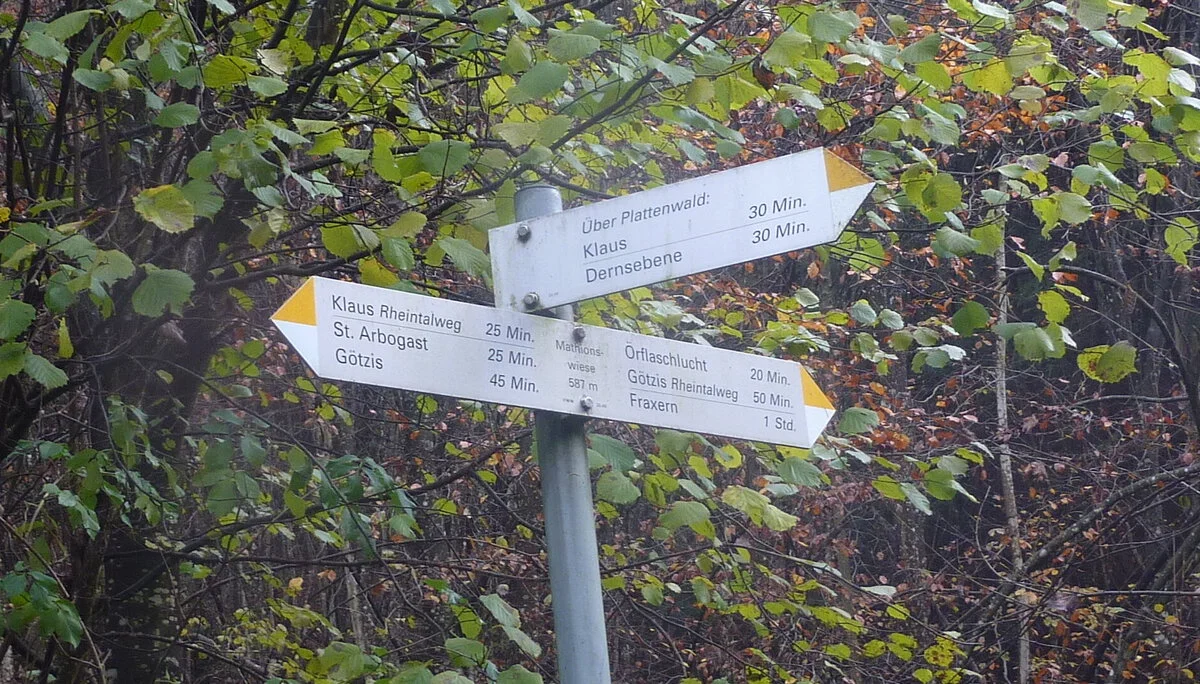 Über Plattenwald:
Klaus 30 Min.
Dernsebene 30 Min.
Klaus Rheintalweg 25 Min.
St. Arbogast 25 Min.
Götzis 45 Min.
Mathions-
wiese
587 m
Örflaschlucht 20 Min.
Götzis Rheintalweg 50 Min.
Fraxern 1 Std.